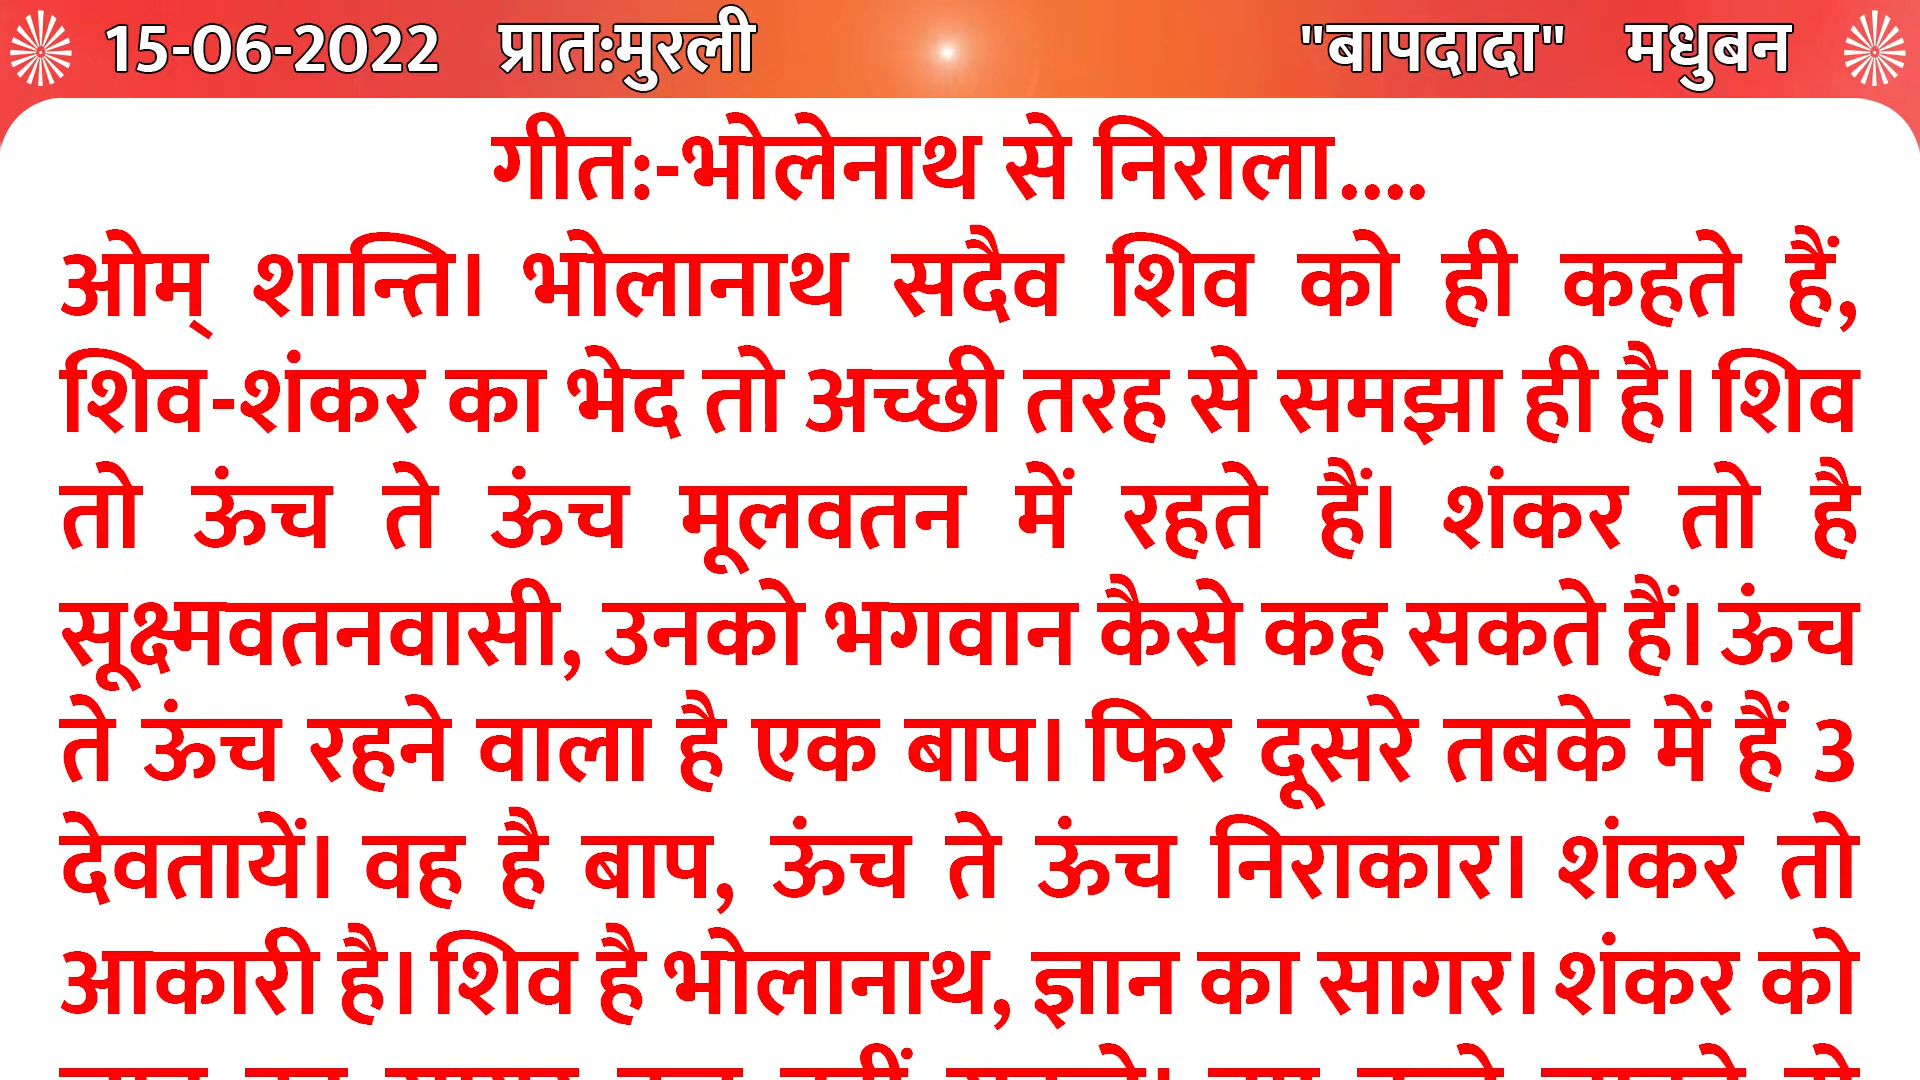 15-06-2022 प्रात:मुरली "बापदादा" मधुबन
गीत:-भोलेनाथ से निराला....
ओम् शान्ति। भोलानाथ सदैव शिव को ही कहते हैं,
शिव-शंकर का भेद तो अच्छी तरह से समझा ही है। शिव
तो ऊंच ते ऊंच मूलवतन में रहते हैं। शंकर तो है
सूक्ष्मवतनवासी, उनको भगवान कैसे कह सकते हैं। ऊंच
ते ऊंच रहने वाला है एक बाप। फिर दूसरे तबके में हैं 3
देवतायें। वह है बाप, ऊंच ते ऊंच निराकार। शंकर तो
आकारी है। शिव है भोलानाथ, ज्ञान का सागर। शंकर को